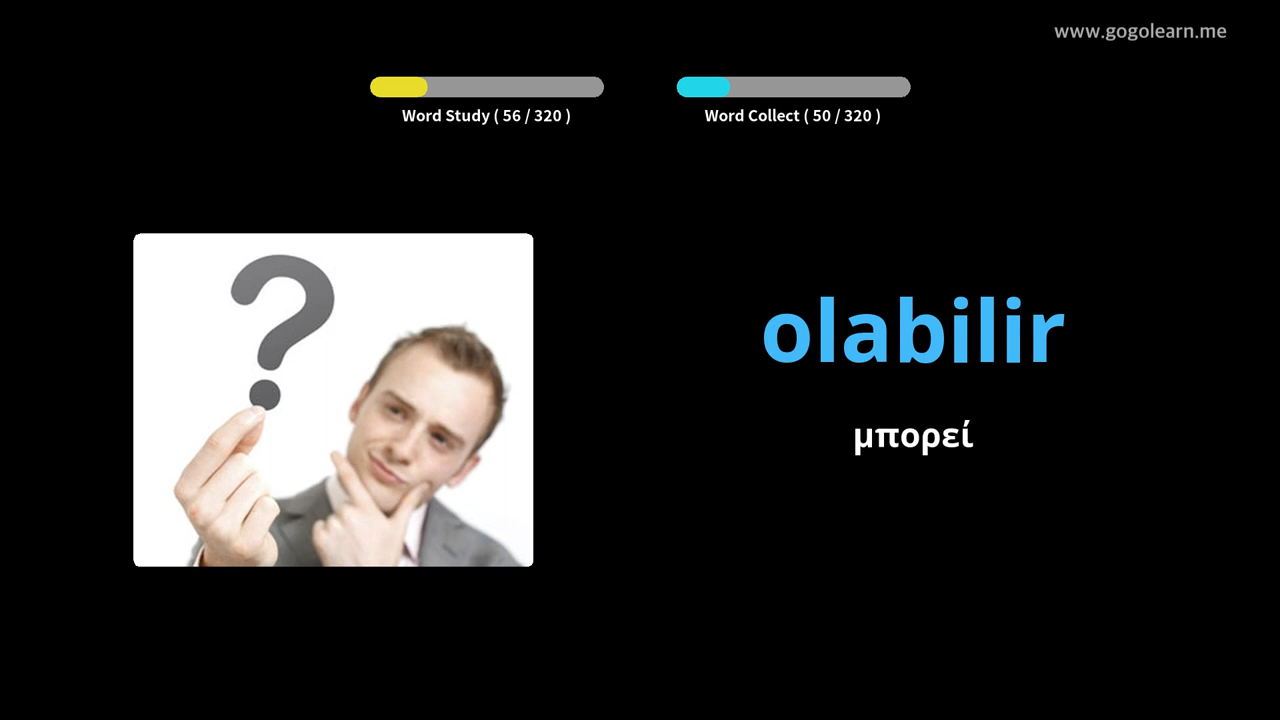 www.gogolearn.me
Word Study ( 56 / 320 )
Word Collect ( 50 / 320 )
olabilir
μπορεί